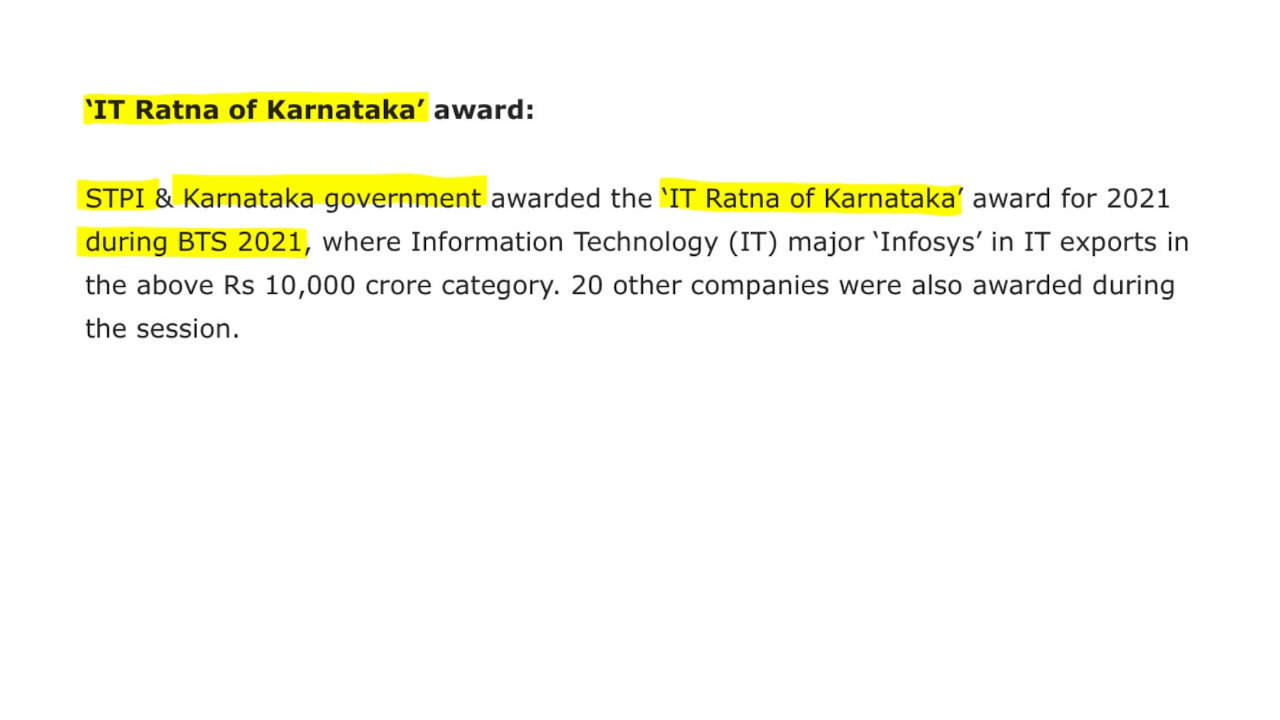 ‘IT Ratna of Karnataka’ award:
STPI & Karnataka government awarded the ‘IT Ratna of Karnataka’ award for 2021
during BTS 2021, where Information Technology (IT) major ‘Infosys’ in IT exports in
the above Rs 10,000 crore category. 20 other companies were also awarded during
the session.